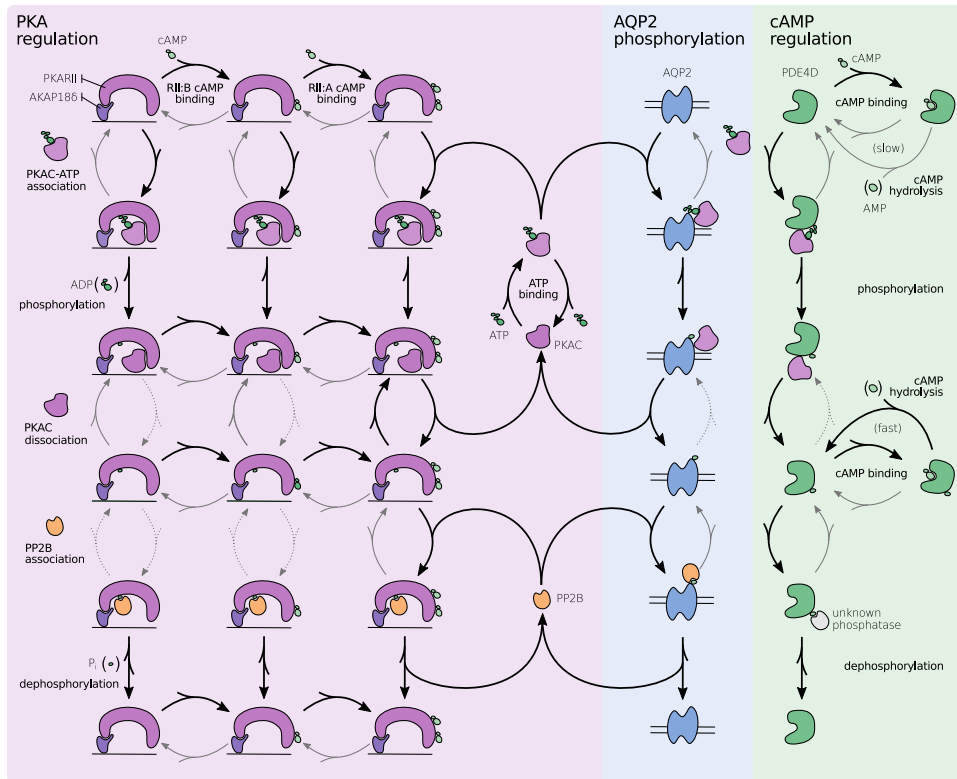 PKA
regulation
AQP2
phosphorylation
cAMP
regulation
cAMP
PKARII
AKAP18δ
RII:B cAMP
binding
RII:A cAMP
binding
AQP2
PDE4D
cAMP
cAMP binding
(slow)
cAMP
hydrolysis
AMP
PKAC-ATP
association
ADP
phosphorylation
ATP
binding
ATP
PKAC
phosphorylation
cAMP
hydrolysis
(fast)
cAMP binding
PKAC
dissociation
PP2B
association
PP2B
unknown
phosphatase
Pi
dephosphorylation
dephosphorylation